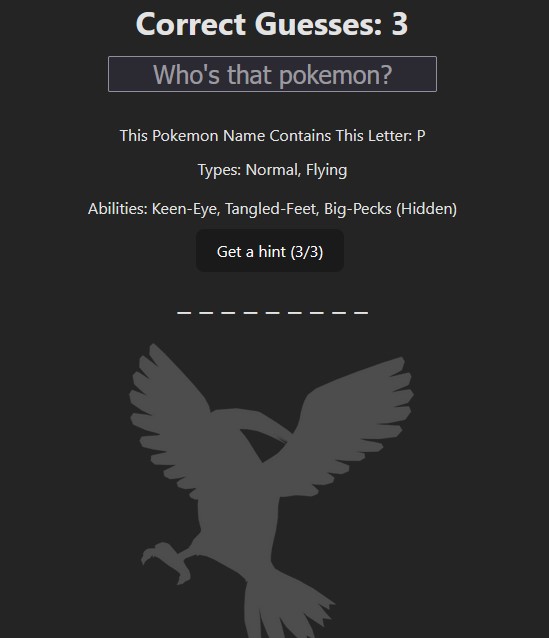 Correct Guesses: 3
Who's that pokemon?
This Pokemon Name Contains This Letter: P
Types: Normal, Flying
Abilities: Keen-Eye, Tangled-Feet, Big-Pecks (Hidden)
Get a hint (3/3)
_ _ _ _ _ _ _ _ _